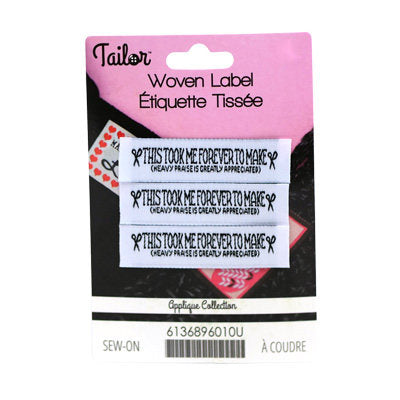 Tailor™
Woven Label
Étiquette Tissée
THIS TOOK ME FOREVER TO MAKE
(HEAVY PRAISE IS GREATLY APPRECIATED)
THIS TOOK ME FOREVER TO MAKE
(HEAVY PRAISE IS GREATLY APPRECIATED)
THIS TOOK ME FOREVER TO MAKE
(HEAVY PRAISE IS GREATLY APPRECIATED)
Applique Collection
6136896010U
SEW-ON À COUDRE